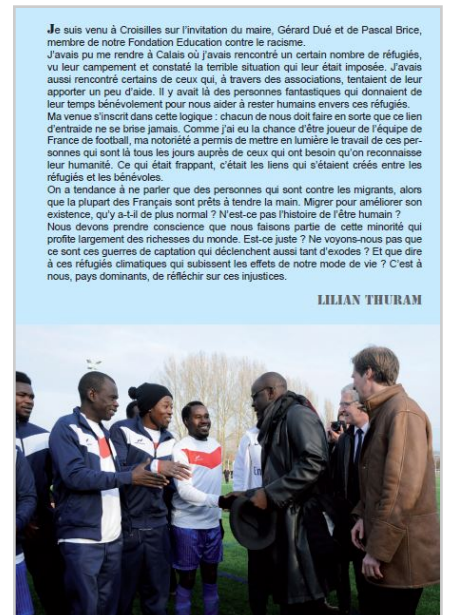 Je suis venu à Croisilles sur l'invitation du maire, Gérard Dué et de Pascal Brice,
membre de notre Fondation Education contre le racisme.
J'avais pu me rendre à Calais où j'avais rencontré un certain nombre de réfugiés,
vu leur campement et constaté la terrible situation qui leur était imposée. J'avais
aussi rencontré certains de ceux qui, à travers des associations, tentaient de leur
apporter un peu d'aide. Il y avait là des personnes fantastiques qui donnaient de
leur temps bénévolement pour nous aider à rester humains envers ces réfugiés.
Ma venue s'inscrit dans cette logique : chacun de nous doit faire en sorte que ce lien
d'entraide ne se brise jamais. Comme j'ai eu la chance d'être joueur de l'équipe de
France de football, ma notoriété a permis de mettre en lumière le travail de ces per-
sonnes qui sont là tous les jours auprès de ceux qui ont besoin qu'on reconnaisse
leur humanité. Ce qui était frappant, c'était les liens qui s'étaient créés entre les
réfugiés et les bénévoles.
On a tendance à ne parler que des personnes qui sont contre les migrants, alors
que la plupart des Français sont prêts à tendre la main. Migrer pour améliorer son
existence, qu'y a-t-il de plus normal ? N'est-ce pas l'histoire de l'être humain ?
Nous devons prendre conscience que nous faisons partie de cette minorité qui
profite largement des richesses du monde. Est-ce juste ? Ne voyons-nous pas que
ce sont ces guerres de captation qui déclenchent aussi tant d'exodes ? Et que dire
à ces réfugiés climatiques qui subissent les effets de notre mode de vie ? C'est à
nous, pays dominants, de réfléchir sur ces injustices.
LILIAN THURAM